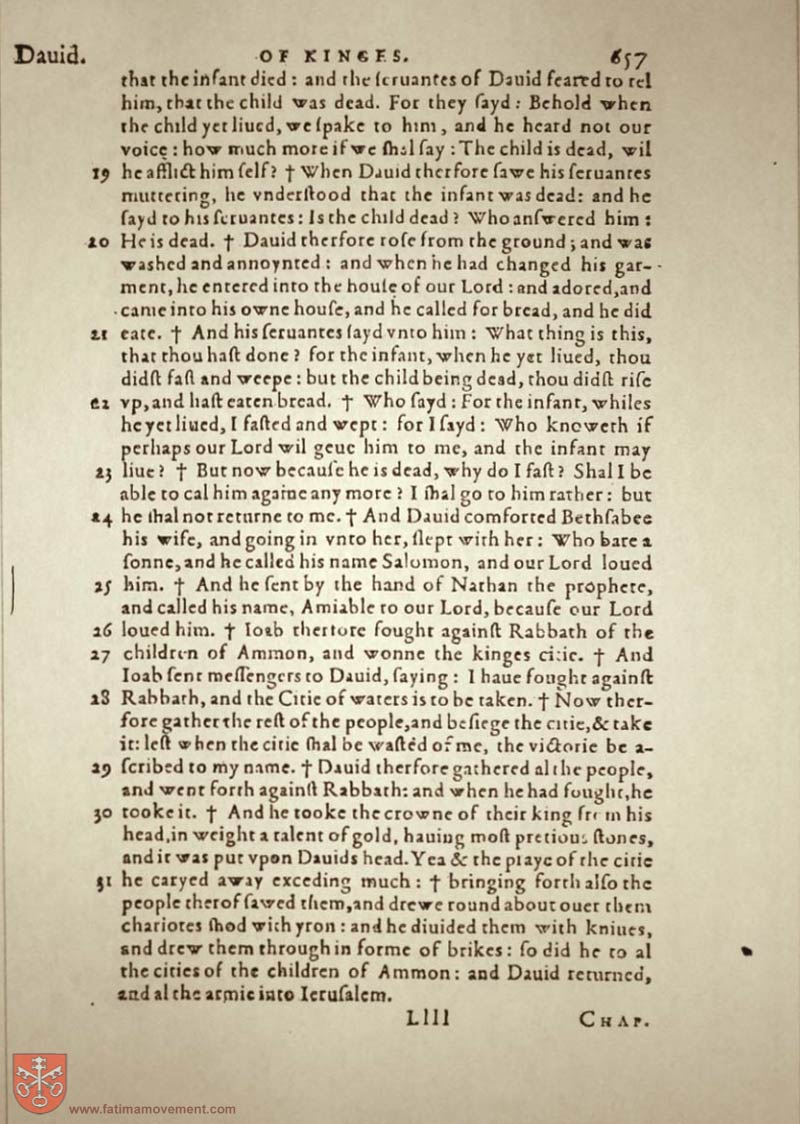 Dauid. OF KINGES. 657
that the infant died : and the ſeruantes of Dauid feared to tel
him, that the child was dead. For they ſayd : Behold when
the child yet liued, we ſpake to him, and he heard not our
voice : how much more if we ſhal ſay : The child is dead, wil
19 he afflict him ſelf? † When Dauid therfore ſawe his ſeruantes
muttering, he vnderſtood that the infant was dead: and he
ſayd to his ſeruantes : Is the child dead? Who anſwered him :
20 He is dead. † Dauid therfore roſe from the ground ; and was
washed and annoynted : and when he had changed his gar-
ment, he entered into the houſe of our Lord : and adored, and
came into his owne houſe, and he called for bread, and he did
21 eate. † And his ſeruantes ſayd vnto him : What thing is this,
that thou haſt done? for the infant, when he yet liued, thou
didſt faſt and weepe : but the child being dead, thou didſt riſe
22 vp, and haſt eaten bread. † Who ſayd : For the infant, whiles
he yet liued, I faſted and wept : for I ſayd : Who knoweth if
perhaps our Lord wil geue him to me, and the infant may
23 liue? † But now becauſe he is dead, why do I faſt? Shal I be
able to cal him againe any more? I ſhal go to him rather : but
24 he ſhal not returne to me. † And Dauid comforted Bethſabee
his wife, and going in vnto her, ſlept with her : Who bare a
ſonne, and he called his name Salomon, and our Lord loued
25 him. † And he ſent by the hand of Nathan the prophete,
and called his name, Amiable to our Lord, becauſe our Lord
26 loued him. † Ioab therfore fought againſt Rabbath of the
27 children of Ammon, and wonne the kinges citie. † And
Ioab ſent meſſengers to Dauid, ſaying : I haue fought againſt
28 Rabbath, and the Citie of waters is to be taken. † Now ther-
fore gather the reſt of the people, and beſiege the citie, & take
it: leſt when the citie ſhal be waſted of me, the victorie be a-
29 ſcribed to my name. † Dauid therfore gathered al the people,
and went forth againſt Rabbath: and when he had fought, he
30 tooke it. † And he tooke the crowne of their king from his
head, in weight a talent of gold, hauing moſt pretious ſtones,
and it was put vpon Dauids head. Yea & the praye of the citie
31 he caryed away exceding much : † bringing forth alſo the
people therof ſawed them, and drewe round about ouer them
chariotes ſhod with yron : and he diuided them with kniues,
and drew them through in forme of brikes : ſo did he to al
the cities of the children of Ammon : and Dauid returned,
and al the armie into Ieruſalem.
LIII CHAP.
www.fatimamovement.com